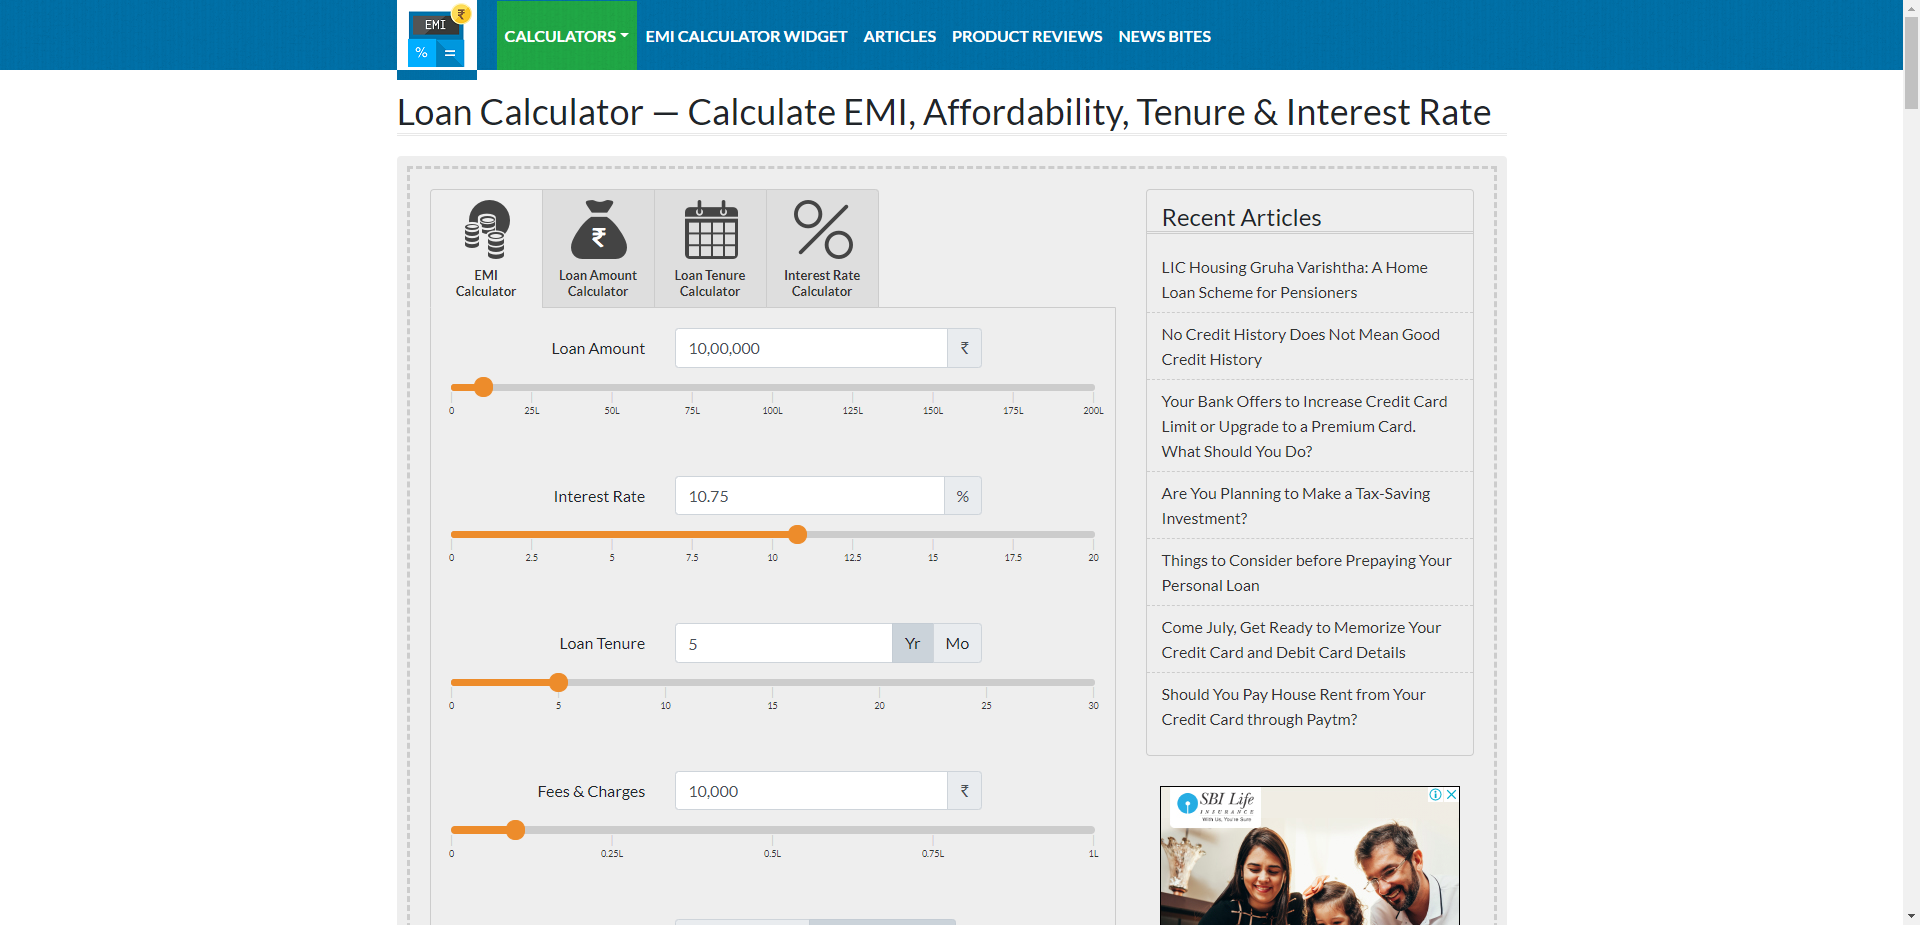 EMI
₹
%
=
CALCULATORS
EMI CALCULATOR WIDGET
ARTICLES
PRODUCT REVIEWS
NEWS BITES
Loan Calculator — Calculate EMI, Affordability, Tenure & Interest Rate
EMI
Calculator
₹
Loan Amount
Calculator
Loan Tenure
Calculator
Interest Rate
Calculator
Loan Amount
10,00,000
₹
0 25L 50L 75L 100L 125L 150L 175L 200L
Interest Rate
10.75
%
0 2.5 5 7.5 10 12.5 15 17.5 20
Loan Tenure
5
Yr
Mo
0 5 10 15 20 25 30
Fees & Charges
10,000
₹
0 0.25L 0.5L 0.75L 1L
Recent Articles
LIC Housing Gruha Varishtha: A Home
Loan Scheme for Pensioners
No Credit History Does Not Mean Good
Credit History
Your Bank Offers to Increase Credit Card
Limit or Upgrade to a Premium Card.
What Should You Do?
Are You Planning to Make a Tax-Saving
Investment?
Things to Consider before Prepaying Your
Personal Loan
Come July, Get Ready to Memorize Your
Credit Card and Debit Card Details
Should You Pay House Rent from Your
Credit Card through Paytm?
SBI Life
INSURANCE
With Us, You're Sure